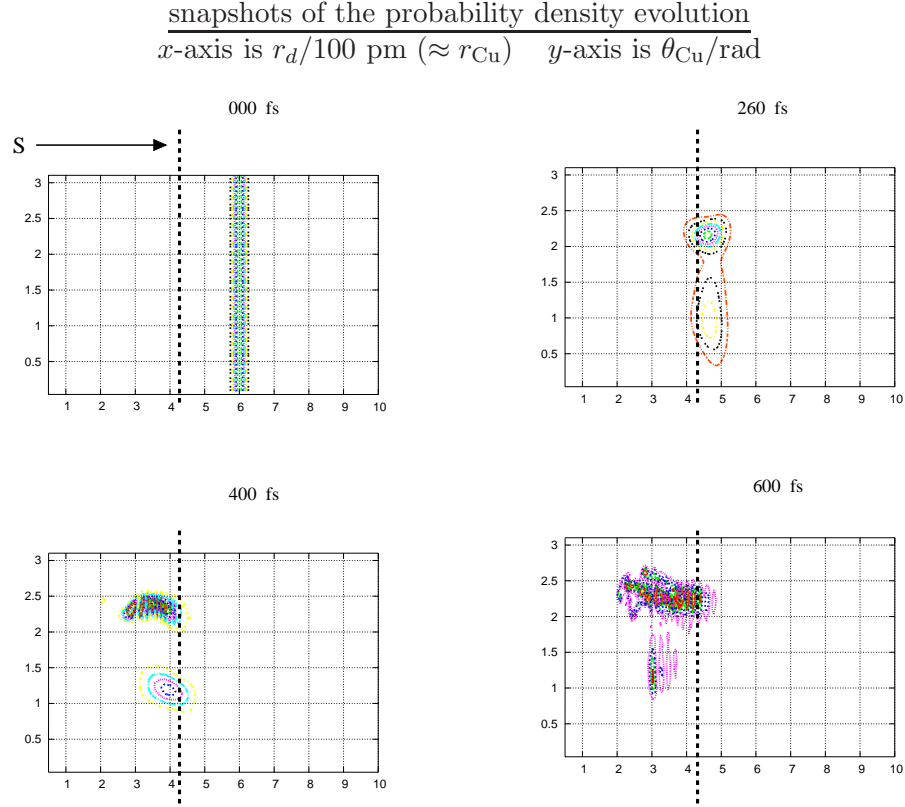 snapshots of the probability density evolution
x-axis is r_d/100 pm (≈ r_Cu) y-axis is θ_Cu/rad
000 fs
S
3
2.5
2
1.5
1
0.5
1 2 3 4 5 6 7 8 9 10
260 fs
3
2.5
2
1.5
1
0.5
1 2 3 4 5 6 7 8 9 10
400 fs
3
2.5
2
1.5
1
0.5
1 2 3 4 5 6 7 8 9 10
600 fs
3
2.5
2
1.5
1
0.5
1 2 3 4 5 6 7 8 9 10